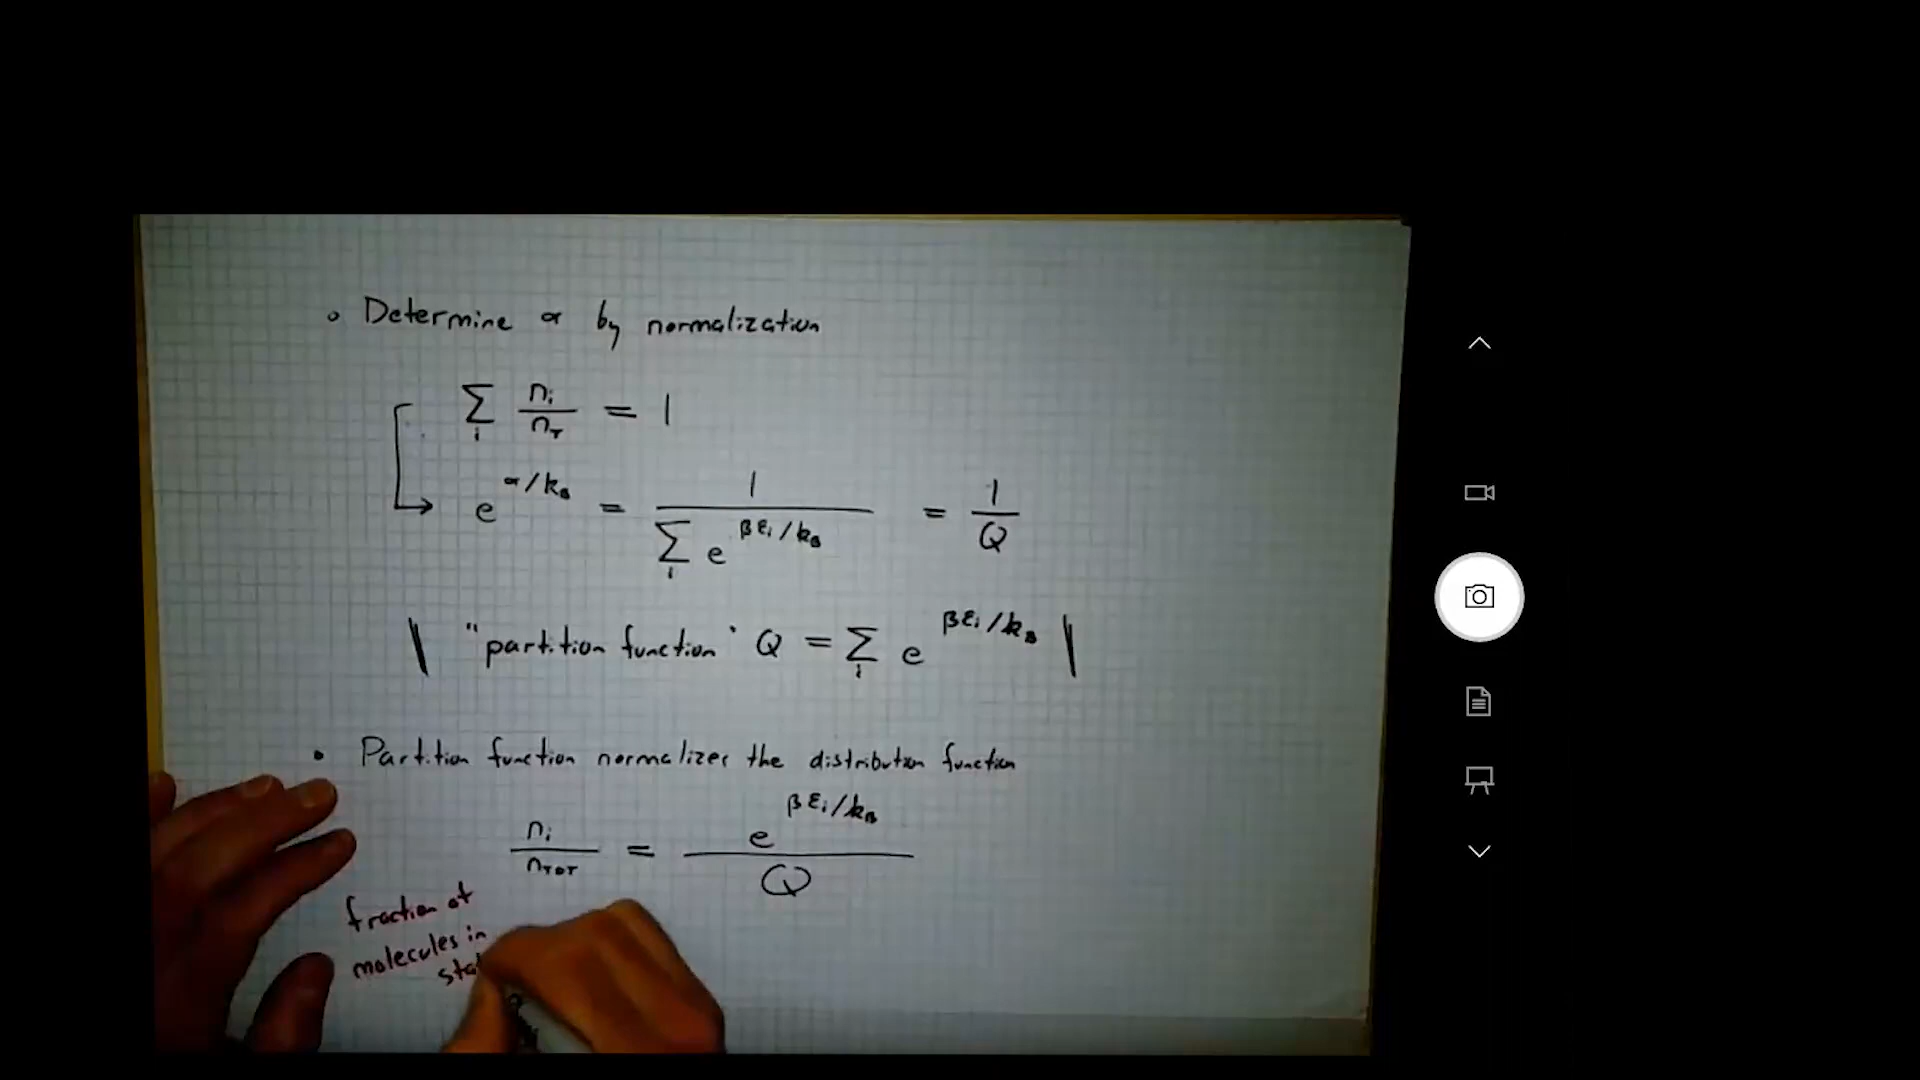 • Determine α by normalization
∑ᵢ nᵢ/n_T = 1
e^(α/k_B) = 1 / ∑ᵢ e^(βεᵢ/k_B) = 1/Q
"partition function" Q = ∑ᵢ e^(βεᵢ/k_B)
• Partition function normalizes the distribution function
nᵢ/n_TOT = e^(βεᵢ/k_B) / Q
fraction of
molecules in
sta